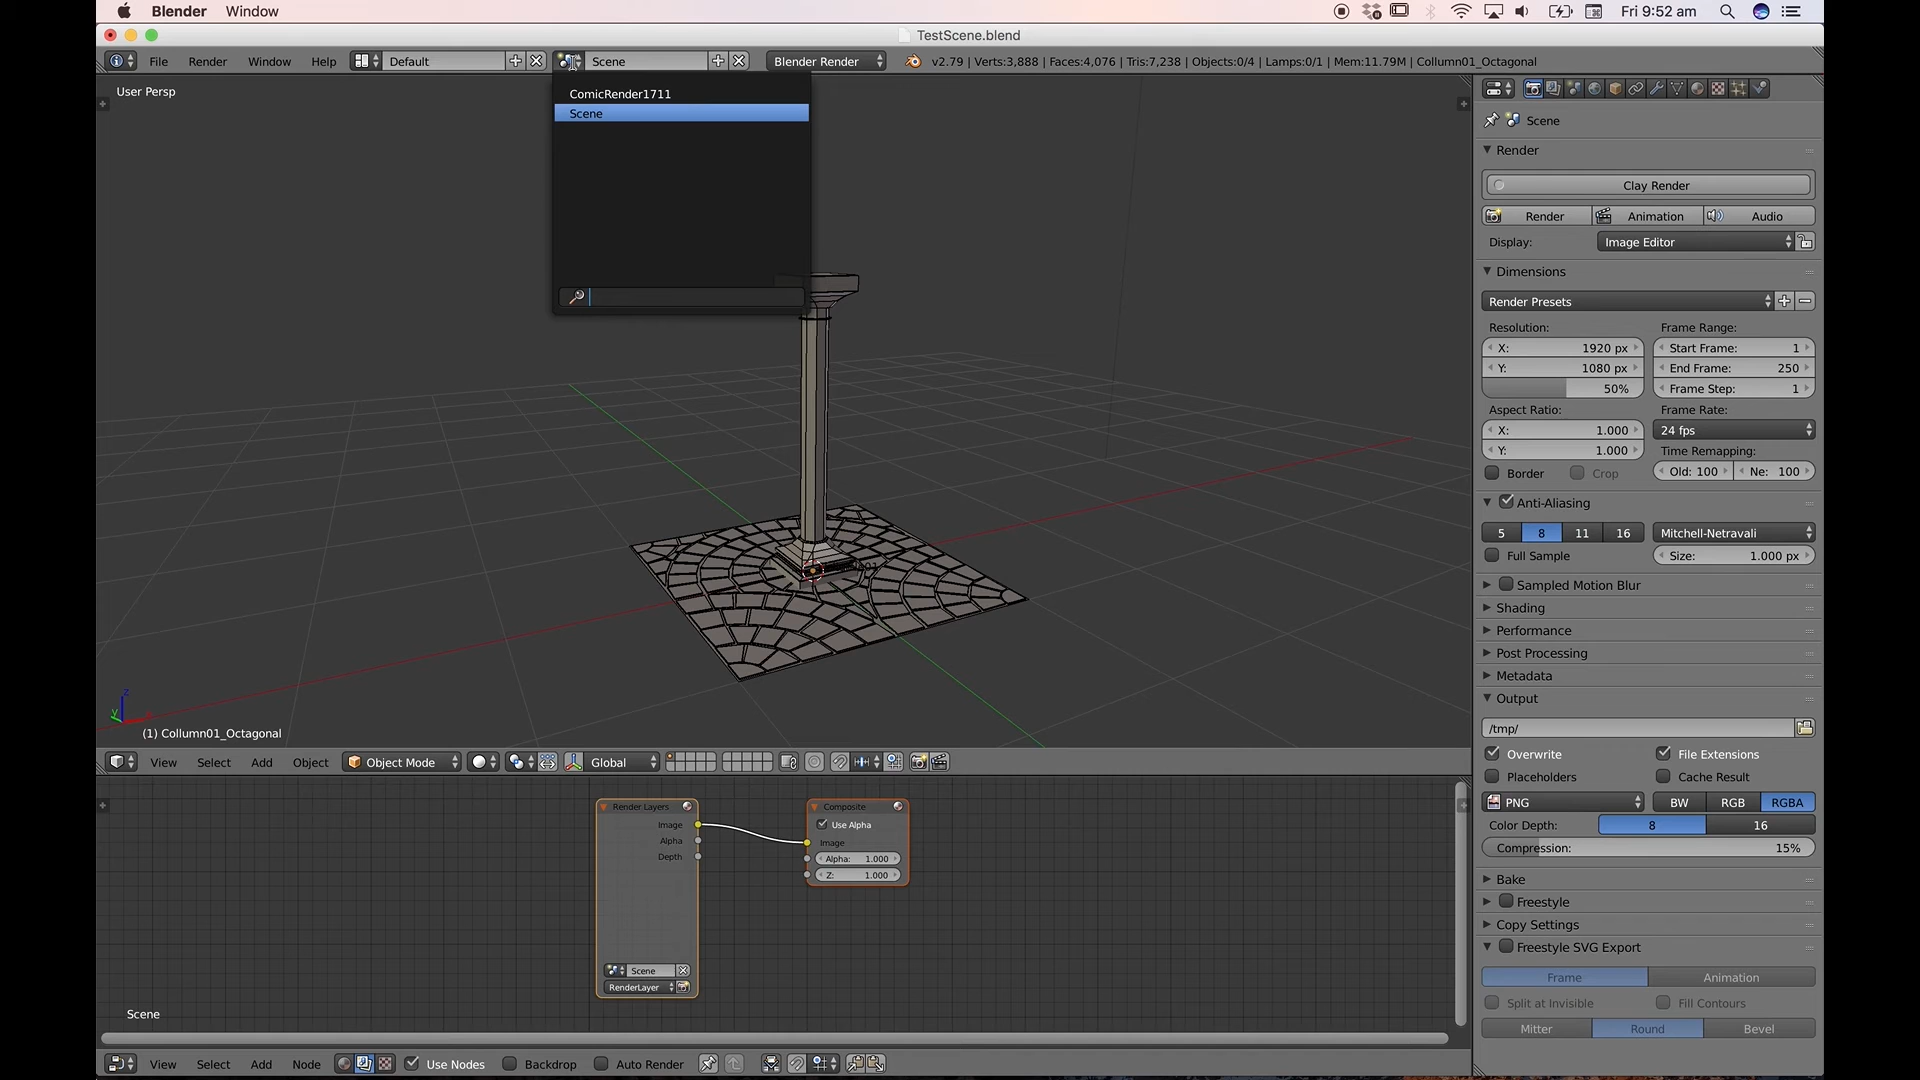 Blender Window Fri 9:52 am
TestScene.blend
File Render Window Help Default Scene Blender Render v2.79 | Verts:3,888 | Faces:4,076 | Tris:7,238 | Objects:0/4 | Lamps:0/1 | Mem:11.79M | Collumn01_Octagonal
User Persp
ComicRender1711
Scene
(1) Collumn01_Octagonal
View Select Add Object Object Mode Global
Render Layers
Image
Alpha
Depth
Scene
RenderLayer
Composite
Use Alpha
Image
Alpha: 1.000
Z: 1.000
Scene
View Select Add Node Use Nodes Backdrop Auto Render
Scene
Render
Clay Render
Render Animation Audio
Display: Image Editor
Dimensions
Render Presets
Resolution: Frame Range:
X: 1920 px Start Frame: 1
Y: 1080 px End Frame: 250
50% Frame Step: 1
Aspect Ratio: Frame Rate:
X: 1.000 24 fps
Y: 1.000 Time Remapping:
Border Crop Old: 100 Ne: 100
Anti-Aliasing
5 8 11 16 Mitchell-Netravali
Full Sample Size: 1.000 px
Sampled Motion Blur
Shading
Performance
Post Processing
Metadata
Output
/tmp/
Overwrite File Extensions
Placeholders Cache Result
PNG BW RGB RGBA
Color Depth: 8 16
Compression: 15%
Bake
Freestyle
Copy Settings
Freestyle SVG Export
Frame Animation
Split at Invisible Fill Contours
Mitter Round Bevel